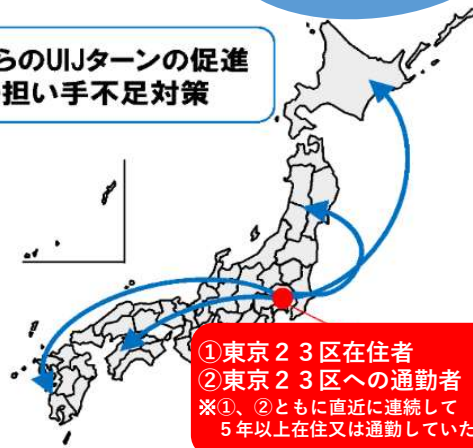 らのUIJターンの促進
担い手不足対策
①東京２３区在住者
②東京２３区への通勤者
※①、②ともに直近に連続して
５年以上在住又は通勤していた